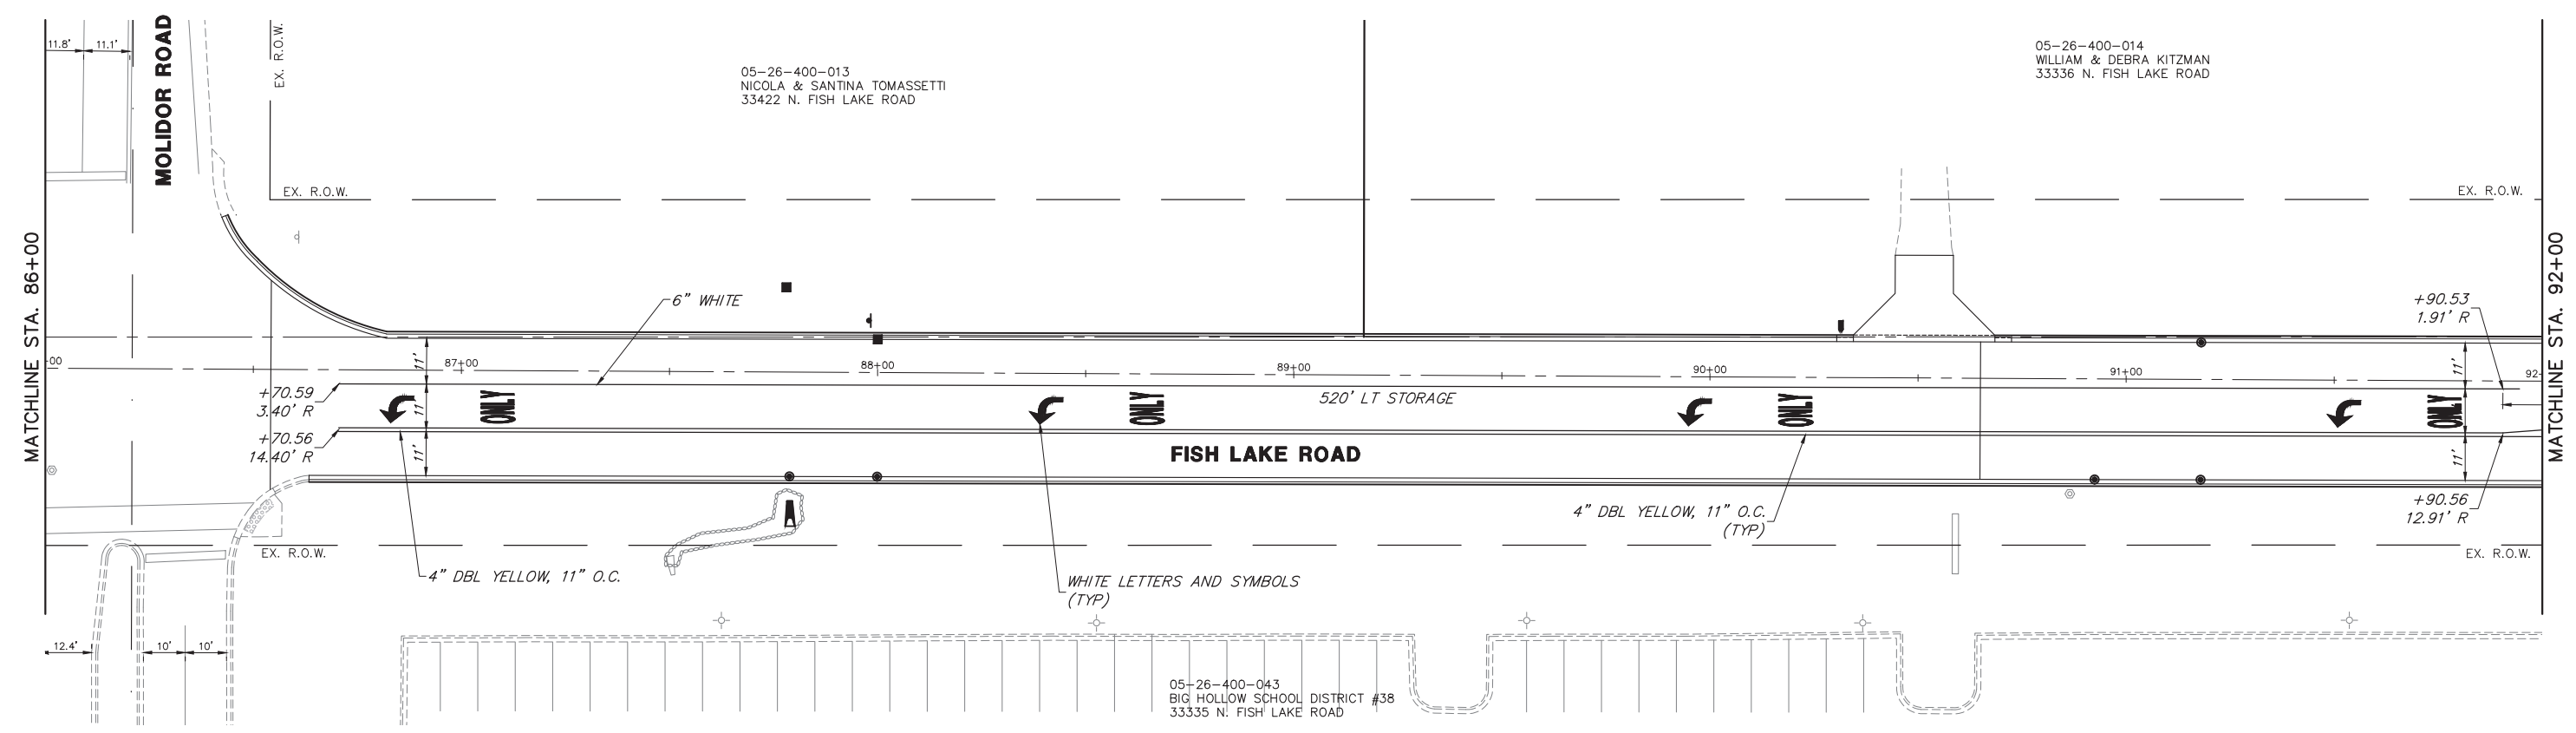 11.8'
11.1'
MOLIDOR ROAD
EX. R.O.W.
05-26-400-013
NICOLA & SANTINA TOMASSETTI
33422 N. FISH LAKE ROAD
05-26-400-014
WILLIAM & DEBRA KITZMAN
33336 N. FISH LAKE ROAD
EX. R.O.W.
EX. R.O.W.
MATCHLINE STA. 86+00
MATCHLINE STA. 92+00
6" WHITE
+90.53
1.91' R
-00
87+00
88+00
89+00
90+00
91+00
92-
11'
11'
+70.59
3.40' R
11'
ONLY
ONLY
520' LT STORAGE
ONLY
ONLY
+70.56
14.40' R
11'
FISH LAKE ROAD
11'
4" DBL YELLOW, 11" O.C.
(TYP)
+90.56
12.91' R
EX. R.O.W.
EX. R.O.W.
4" DBL YELLOW, 11" O.C.
WHITE LETTERS AND SYMBOLS
(TYP)
12.4'
10'
10'
05-26-400-043
BIG HOLLOW SCHOOL DISTRICT #38
33335 N. FISH LAKE ROAD